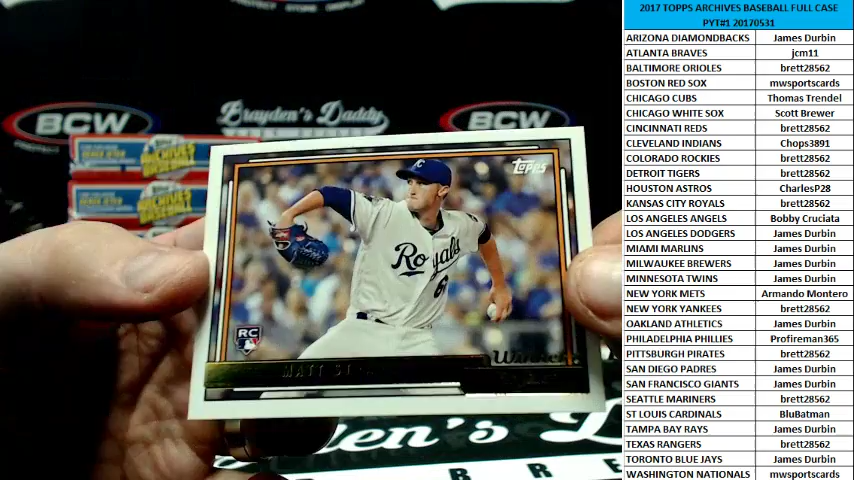 BCW
Brayden's Daddy
BCW
ARCHIVES
BASEBALL
ARCHIVES
BASEBALL
topps
Royals
RC
MATT
Winner
yden's D
B R E
2017 TOPPS ARCHIVES BASEBALL FULL CASE
PYT#1 20170531
ARIZONA DIAMONDBACKS James Durbin
ATLANTA BRAVES jcm11
BALTIMORE ORIOLES brett28562
BOSTON RED SOX mwsportscards
CHICAGO CUBS Thomas Trendel
CHICAGO WHITE SOX Scott Brewer
CINCINNATI REDS brett28562
CLEVELAND INDIANS Chops3891
COLORADO ROCKIES brett28562
DETROIT TIGERS brett28562
HOUSTON ASTROS CharlesP28
KANSAS CITY ROYALS brett28562
LOS ANGELES ANGELS Bobby Cruciata
LOS ANGELES DODGERS James Durbin
MIAMI MARLINS James Durbin
MILWAUKEE BREWERS James Durbin
MINNESOTA TWINS James Durbin
NEW YORK METS Armando Montero
NEW YORK YANKEES brett28562
OAKLAND ATHLETICS James Durbin
PHILADELPHIA PHILLIES Profireman365
PITTSBURGH PIRATES brett28562
SAN DIEGO PADRES James Durbin
SAN FRANCISCO GIANTS James Durbin
SEATTLE MARINERS brett28562
ST LOUIS CARDINALS BluBatman
TAMPA BAY RAYS James Durbin
TEXAS RANGERS brett28562
TORONTO BLUE JAYS James Durbin
WASHINGTON NATIONALS mwsportscards